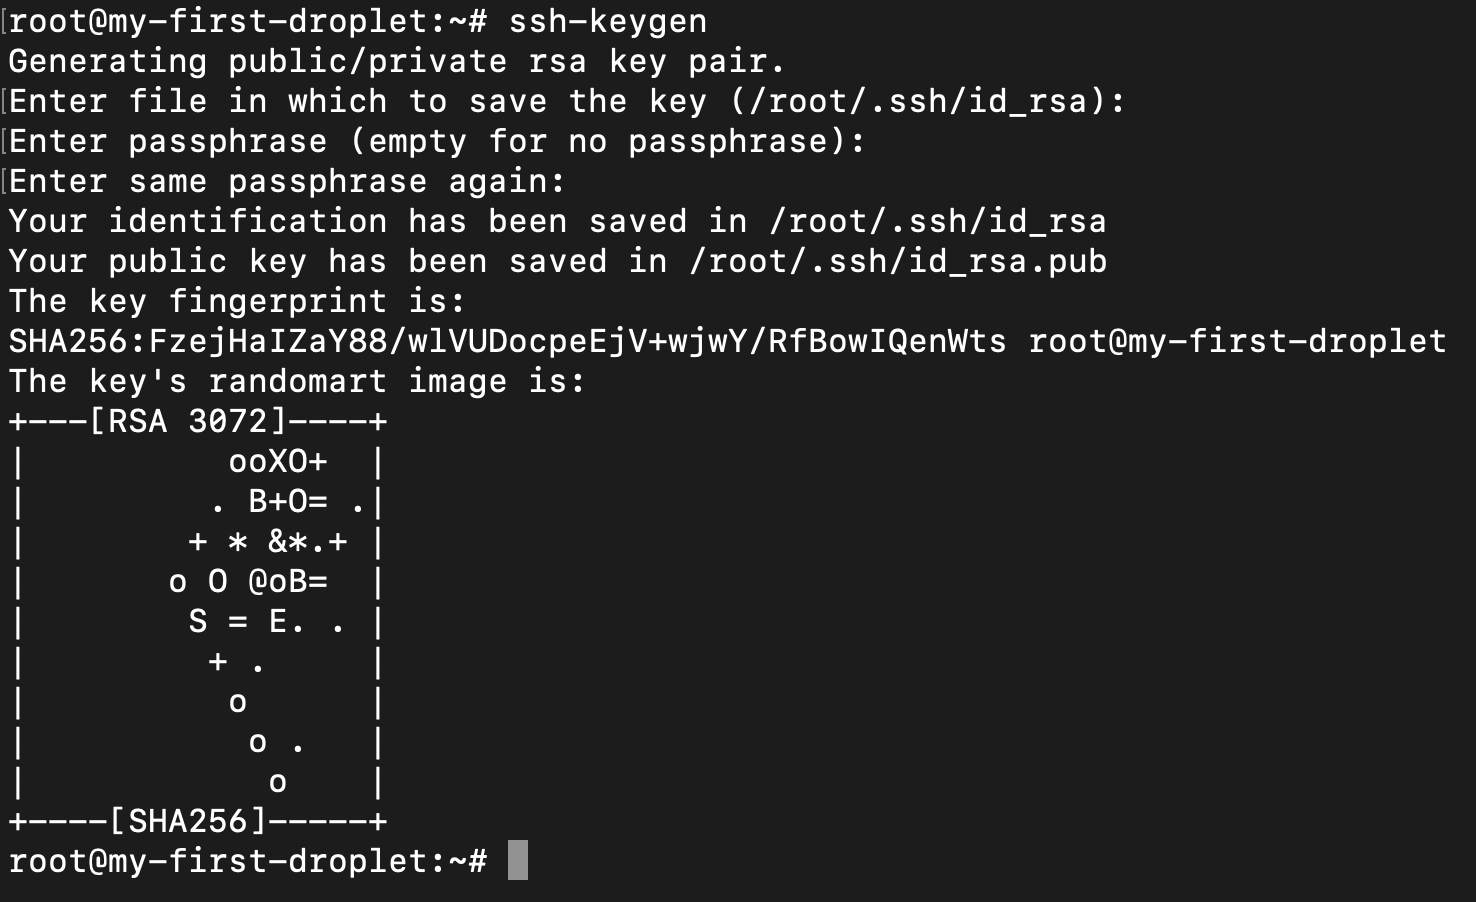 root@my-first-droplet:~# ssh-keygen
Generating public/private rsa key pair.
Enter file in which to save the key (/root/.ssh/id_rsa):
Enter passphrase (empty for no passphrase):
Enter same passphrase again:
Your identification has been saved in /root/.ssh/id_rsa
Your public key has been saved in /root/.ssh/id_rsa.pub
The key fingerprint is:
SHA256:FzejHaIZaY88/wlVUDocpeEjV+wjwY/RfBowIQenWts root@my-first-droplet
The key's randomart image is:
+---[RSA 3072]----+
|          ooXO+  |
|         . B+O= .|
|        + * &*.+ |
|       o O @oB=  |
|        S = E. . |
|         + .     |
|          o      |
|           o .   |
|            o    |
+----[SHA256]-----+
root@my-first-droplet:~#